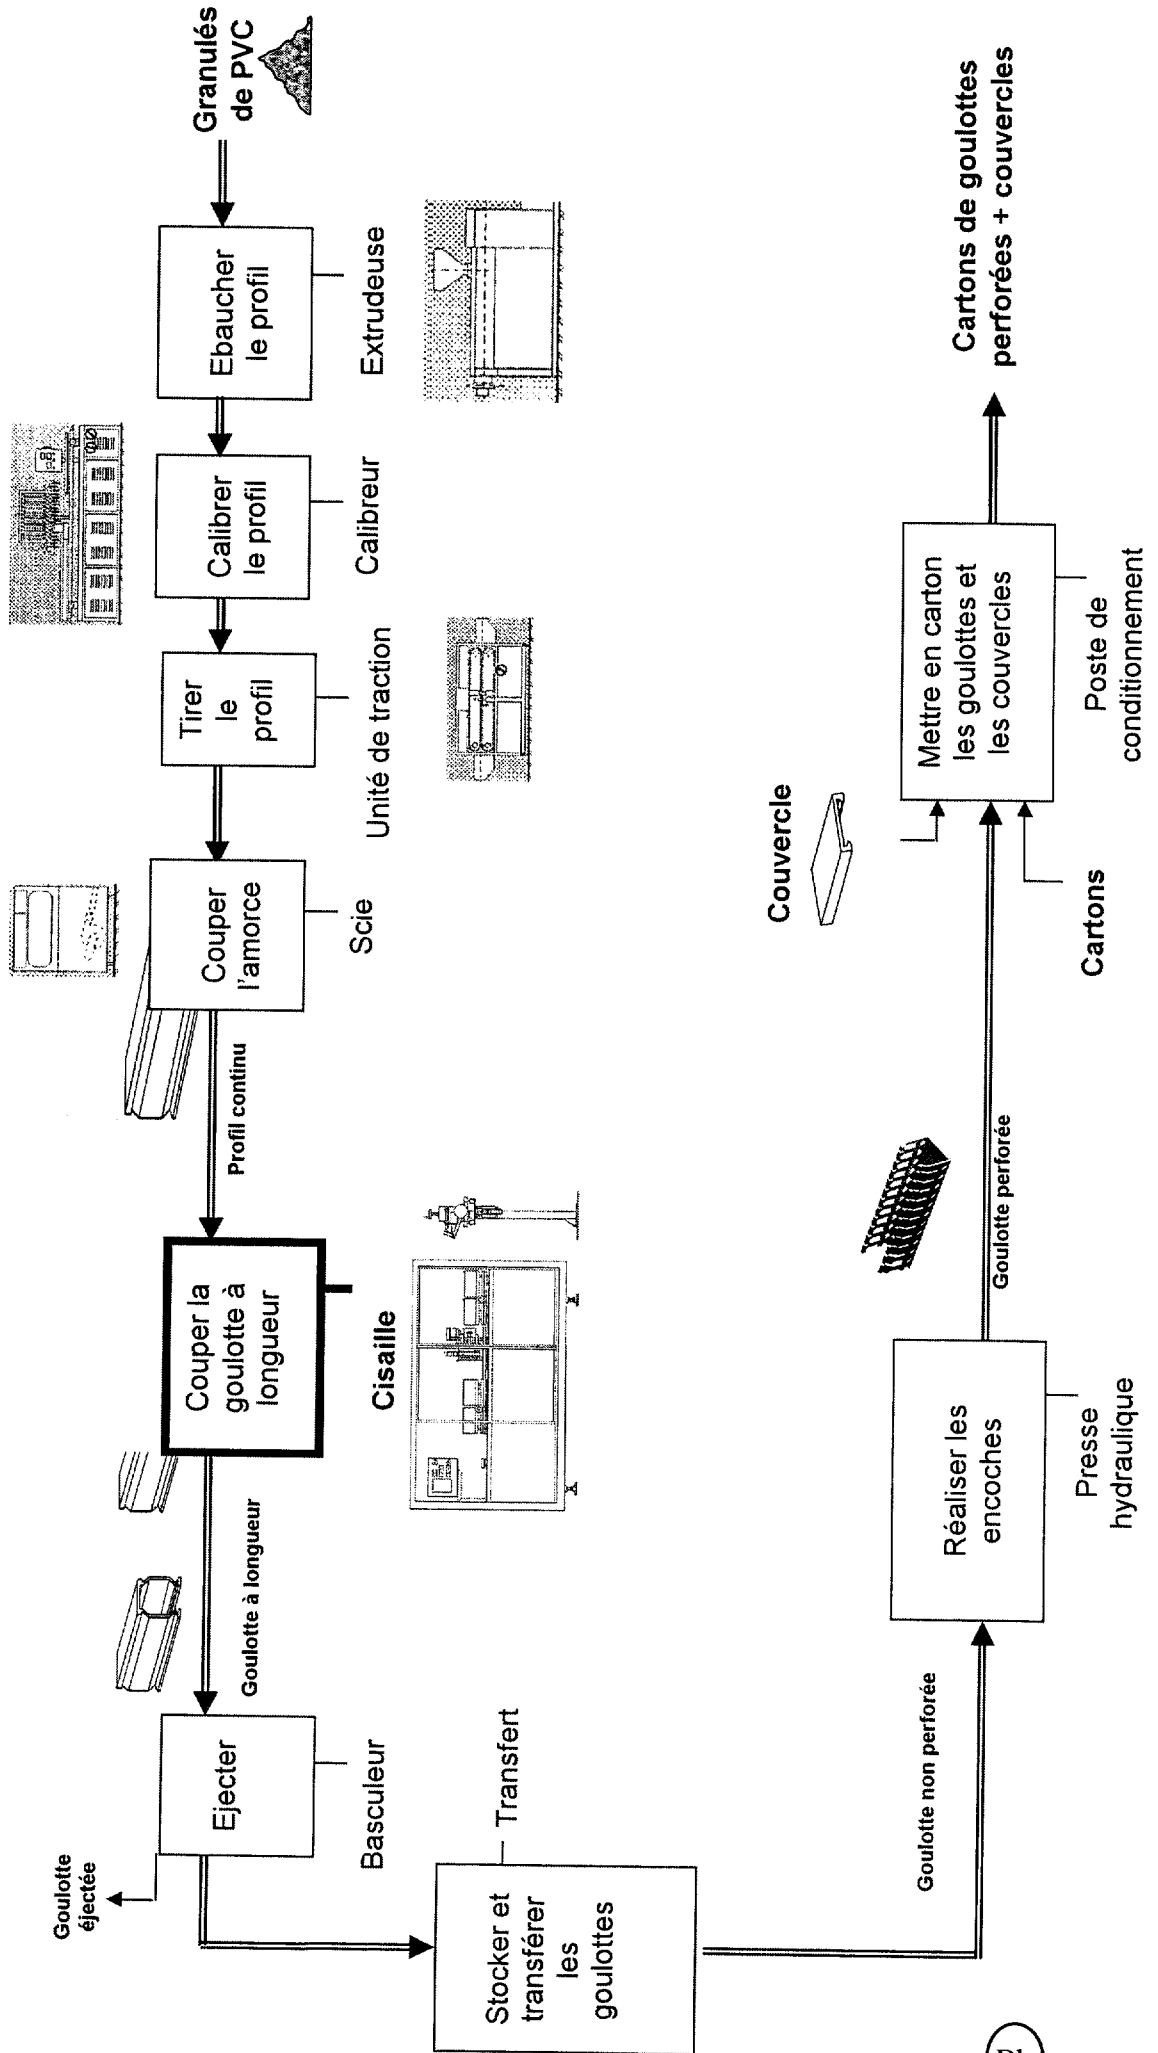 Granulés
de PVC
Ebaucher
le profil
Extrudeuse
Calibrer
le profil
Calibreur
Tirer
le
profil
Unité de traction
Couper
l'amorce
Scie
Profil continu
Couper la
goulotte à
longueur
Cisaille
Goulotte à longueur
Ejecter
Basculeur
Goulotte
éjectée
Stocker et
transférer
les
goulottes
Transfert
Goulotte non perforée
Réaliser les
encoches
Presse
hydraulique
Goulotte perforée
Couvercle
Cartons
Mettre en carton
les goulottes et
les couvercles
Poste de
conditionnement
Cartons de goulottes
perforées + couvercles